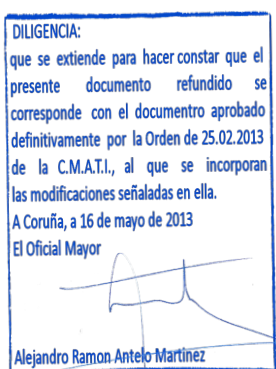 DILIGENCIA:
que se extiende para hacer constar que el
presente documento refundido se
corresponde con el documentro aprobado
definitivamente por la Orden de 25.02.2013
de la C.M.A.T.I., al que se incorporan
las modificaciones señaladas en ella.
A Coruña, a 16 de mayo de 2013
El Oficial Mayor
Alejandro Ramon Antelo Martinez